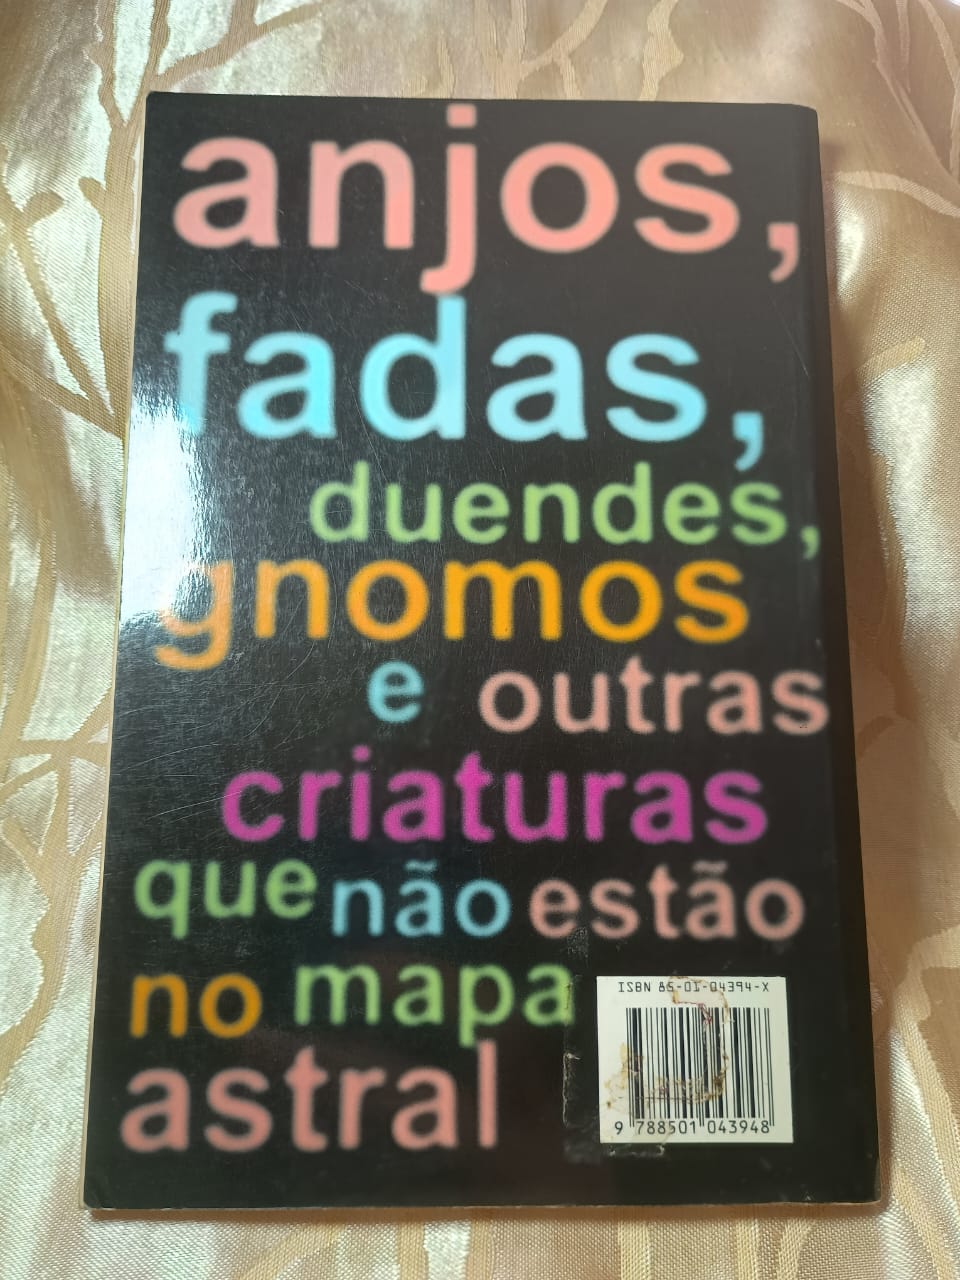 anjos,
fadas,
duendes,
gnomos
e outras
criaturas
que não estão
no mapa
astral
ISBN 85-01-04394-X
9 788501 043948